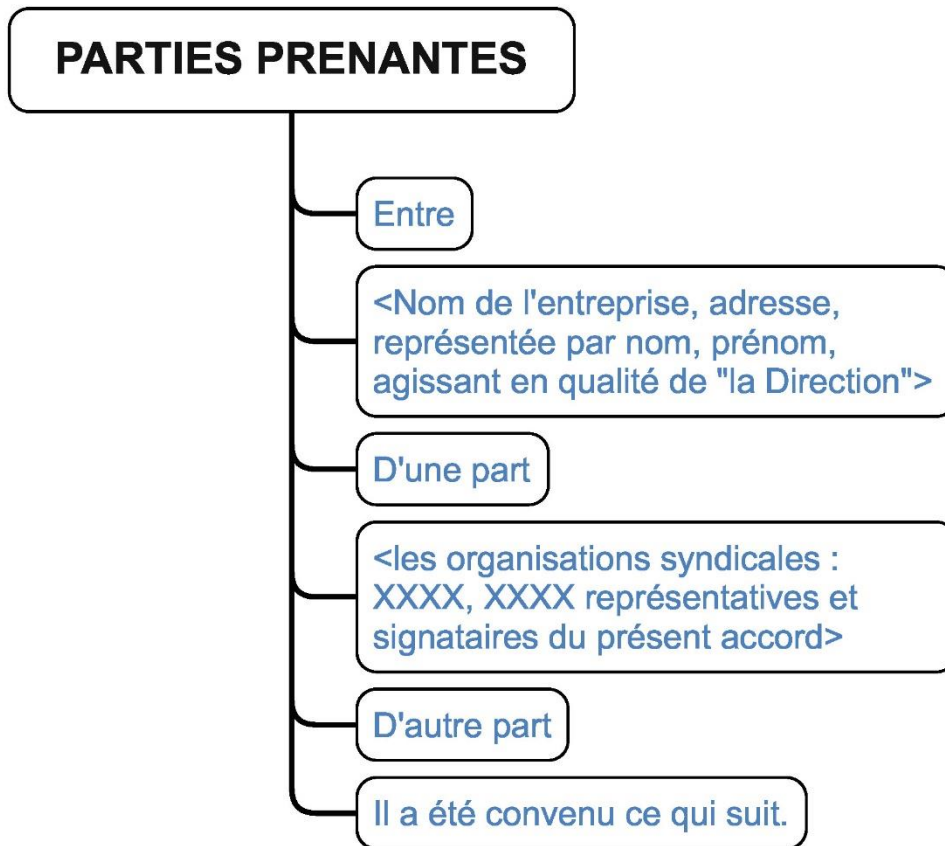 PARTIES PRENANTES
Entre
<Nom de l'entreprise, adresse,
représentée par nom, prénom,
agissant en qualité de "la Direction">
D'une part
<les organisations syndicales :
XXXX, XXXX représentatives et
signataires du présent accord>
D'autre part
Il a été convenu ce qui suit.